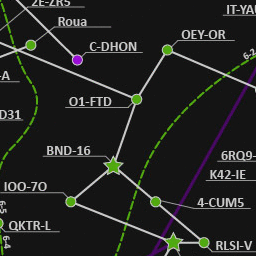 2E-ZR5
IT-YAU
Roua
OEY-OR
C-DHON
6-2
-A
O1-FTD
D31
BND-16
6RQ9-
K42-IE
IOO-7O
4-CUM5
6-5
QKTR-L
6-4
RLSI-V